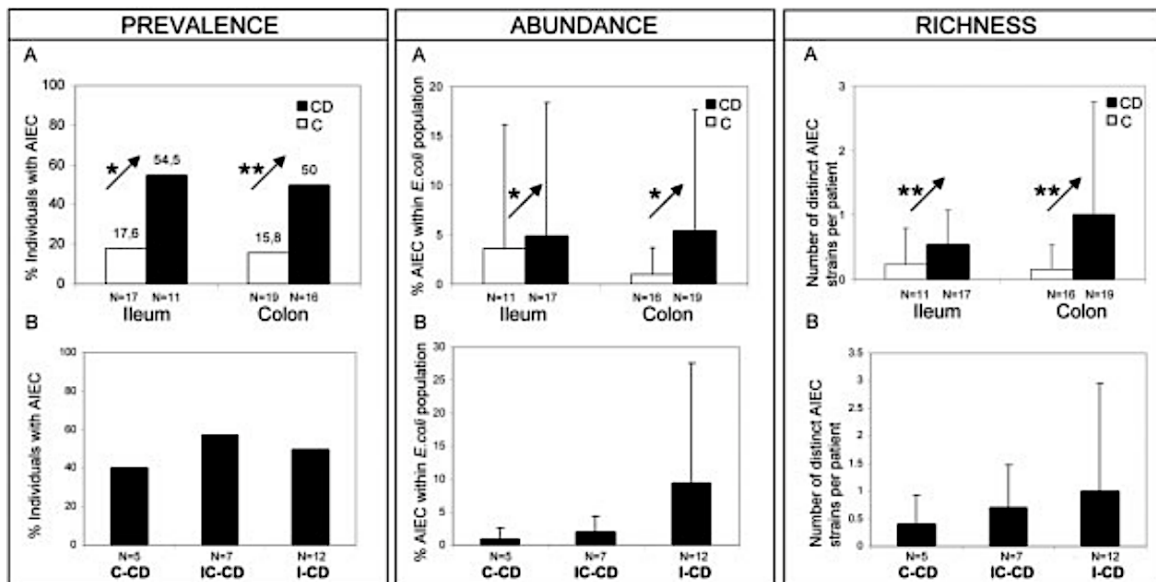 PREVALENCE
A
% Individuals with AIEC
100
80
60
40
20
0
CD
C
*
54,5
17,6
**
50
15,8
N=17 N=11
N=19 N=16
Ileum
Colon
B
% Individuals with AIEC
100
80
60
40
20
0
N=5
N=7
N=12
C-CD
IC-CD
I-CD
ABUNDANCE
A
% AIEC within E.coli population
20
15
10
5
0
CD
C
*
*
N=11 N=17
N=16 N=19
Ileum
Colon
B
% AIEC within E.coli population
30
25
20
15
10
5
0
N=5
N=7
N=12
C-CD
IC-CD
I-CD
RICHNESS
A
Number of distinct AIEC
strains per patient
3
2
1
0
CD
C
**
**
N=11 N=17
N=16 N=19
Ileum
Colon
B
Number of distinct AIEC
strains per patient
3.5
3
2.5
2
1.5
1
0.5
0
N=5
N=7
N=12
C-CD
IC-CD
I-CD